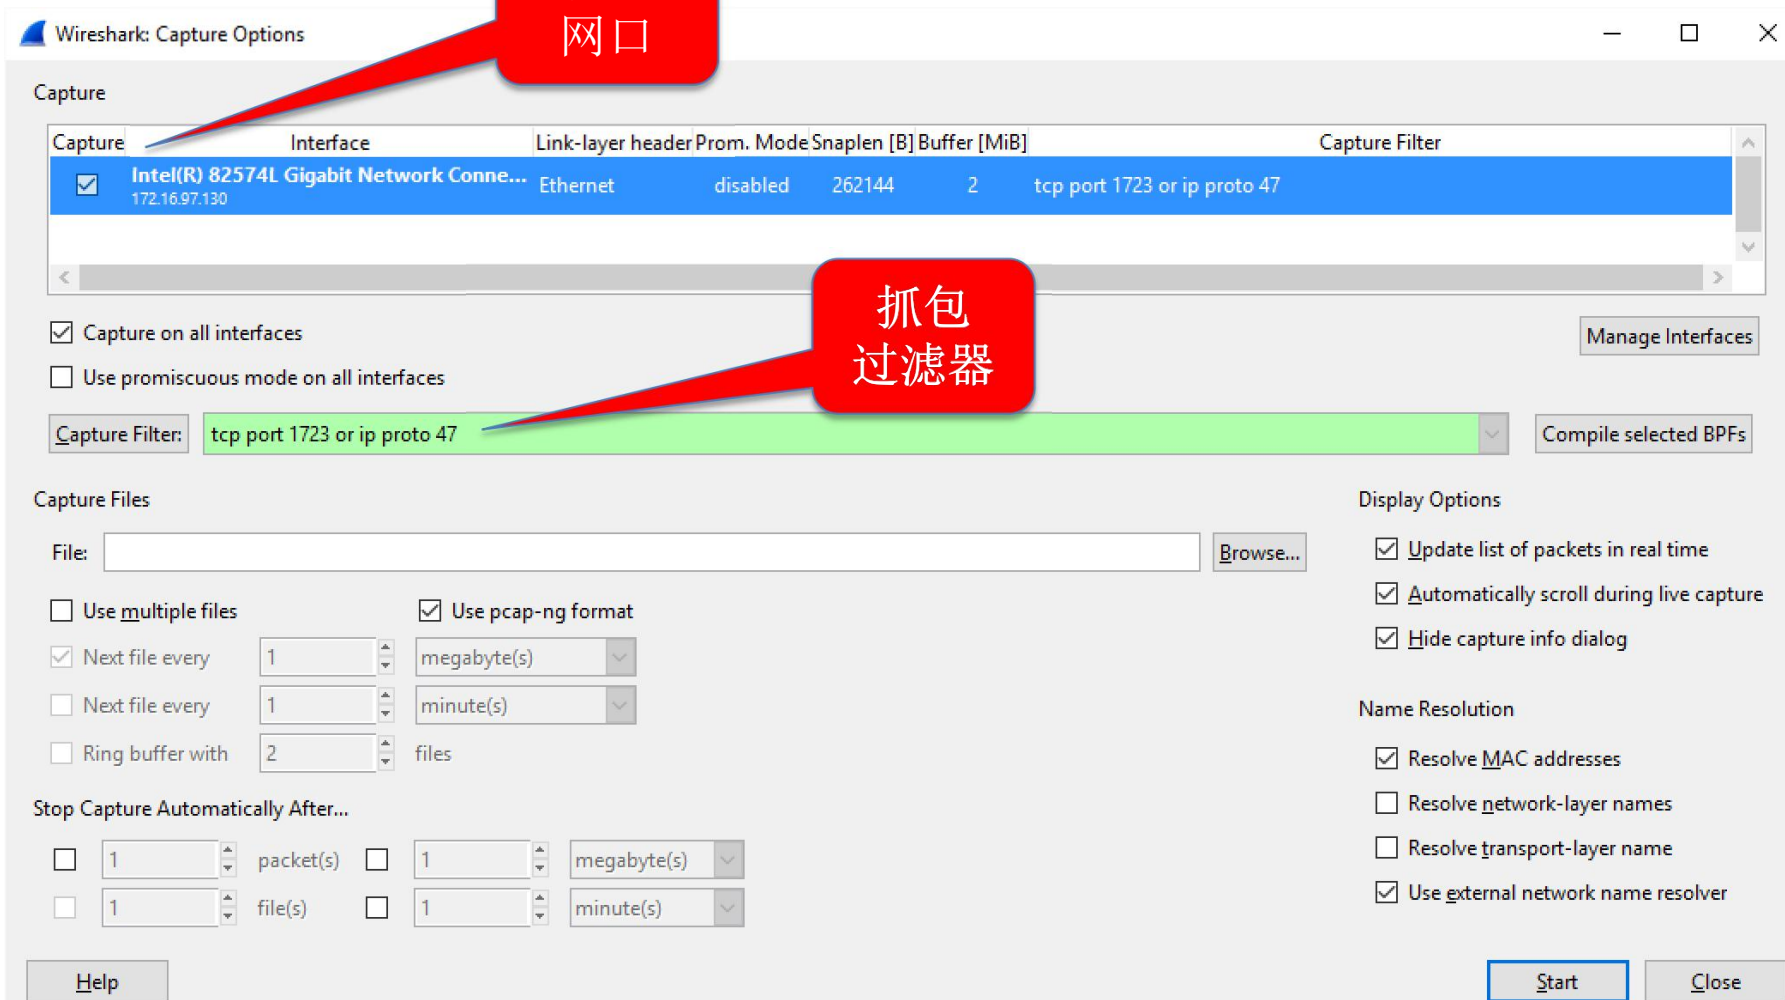 网口
Wireshark: Capture Options
Capture
Capture Interface Link-layer header Prom. Mode Snaplen [B] Buffer [MiB] Capture Filter
Intel(R) 82574L Gigabit Network Conne... Ethernet disabled 262144 2 tcp port 1723 or ip proto 47
172.16.97.130
抓包
过滤器
Capture on all interfaces
Manage Interfaces
Use promiscuous mode on all interfaces
Capture Filter: tcp port 1723 or ip proto 47 Compile selected BPFs
Capture Files
File: Browse...
Use multiple files Use pcap-ng format
Next file every 1 megabyte(s)
Next file every 1 minute(s)
Ring buffer with 2 files
Stop Capture Automatically After...
1 packet(s) 1 megabyte(s)
1 file(s) 1 minute(s)
Display Options
Update list of packets in real time
Automatically scroll during live capture
Hide capture info dialog
Name Resolution
Resolve MAC addresses
Resolve network-layer names
Resolve transport-layer name
Use external network name resolver
Help Start Close